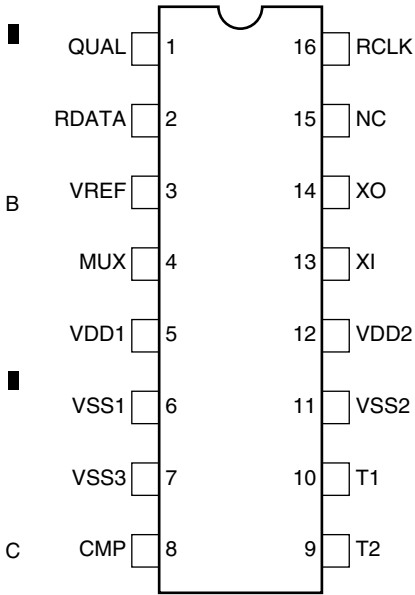 QUAL 1 16 RCLK
RDATA 2 15 NC
B
VREF 3 14 XO
MUX 4 13 XI
VDD1 5 12 VDD2
VSS1 6 11 VSS2
VSS3 7 10 T1
C
CMP 8 9 T2